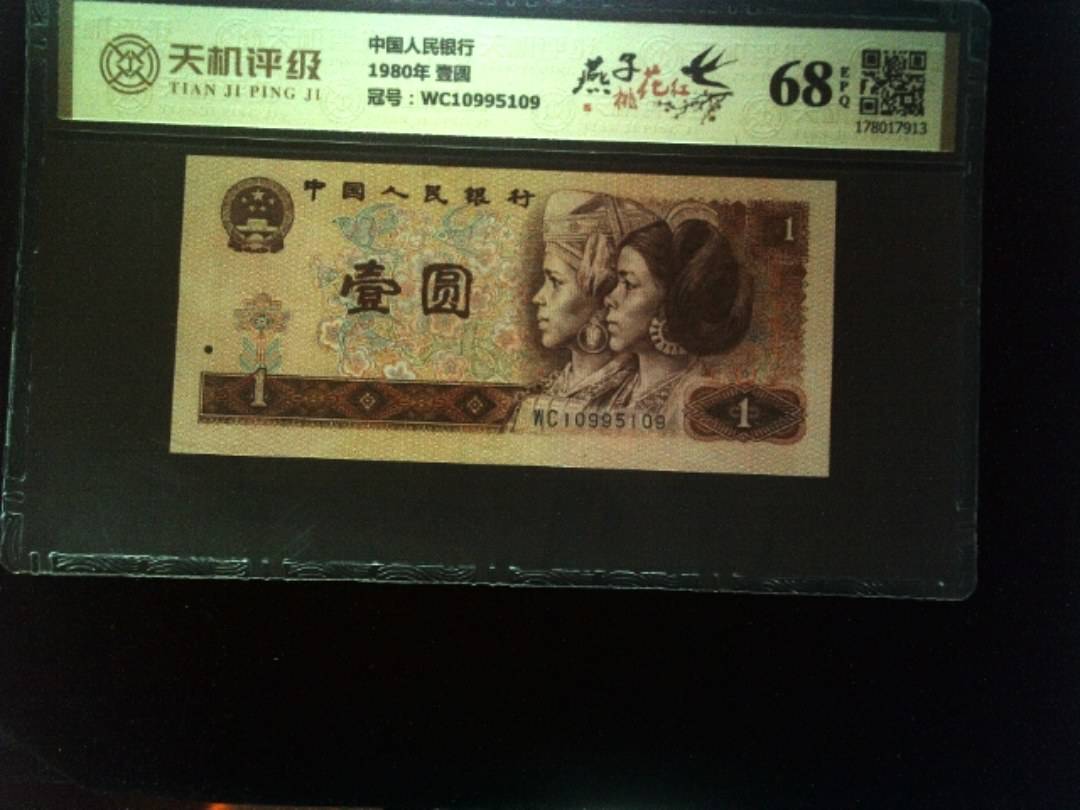 天机评级
TIAN JI PING JI
中国人民银行
1980年 壹圆
冠号：WC10995109
燕子
桃花红
68
EPQ
178017913
中国人民银行
1
壹圆
1
WC10995109
1